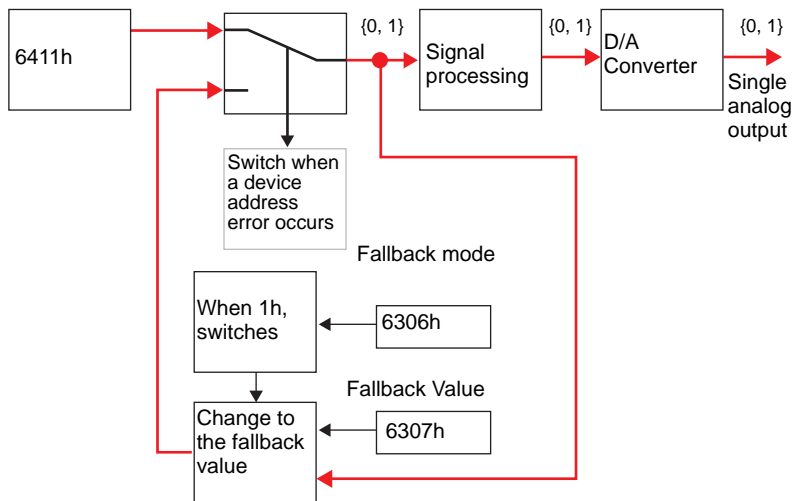 6411h
{0, 1}
Signal
processing
{0, 1}
D/A
Converter
{0, 1}
Single
analog
output
Switch when
a device
address
error occurs
Fallback mode
When 1h,
switches
6306h
Fallback Value
Change to
the fallback
value
6307h